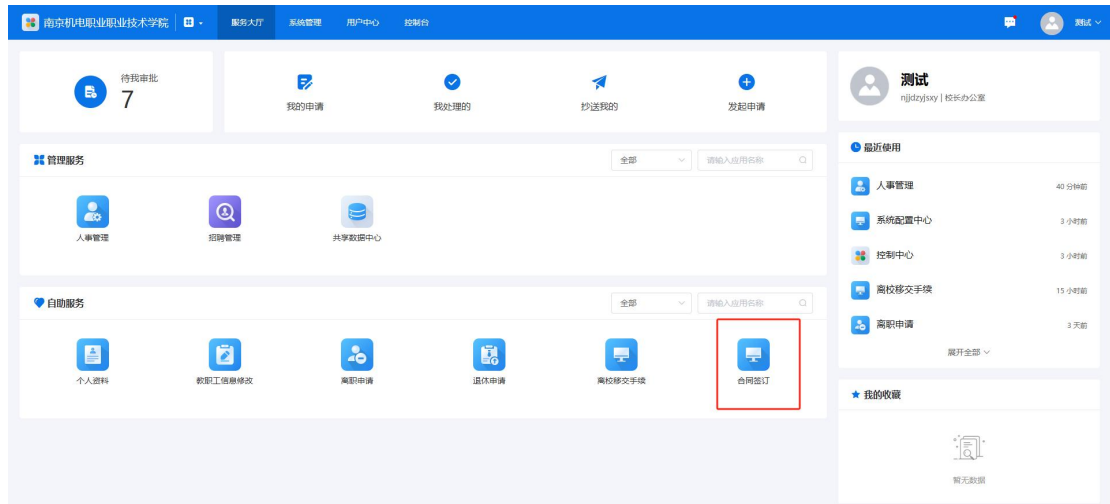 南京机电职业职业技术学院
服务大厅 系统管理 用户中心 控制台
测试
待我审批
7
我的申请 我处理的 抄送我的 发起申请
测试
njjdzyjsxy | 校长办公室
管理服务
全部 请输入应用名称
人事管理 招聘管理 共享数据中心
最近使用
人事管理 40 分钟前
系统配置中心 3 小时前
控制中心 3 小时前
离校移交手续 15 小时前
离职申请 3 天前
展开全部
自助服务
全部 请输入应用名称
个人资料 教职工信息修改 离职申请 退休申请 离校移交手续 合同签订
我的收藏
暂无数据